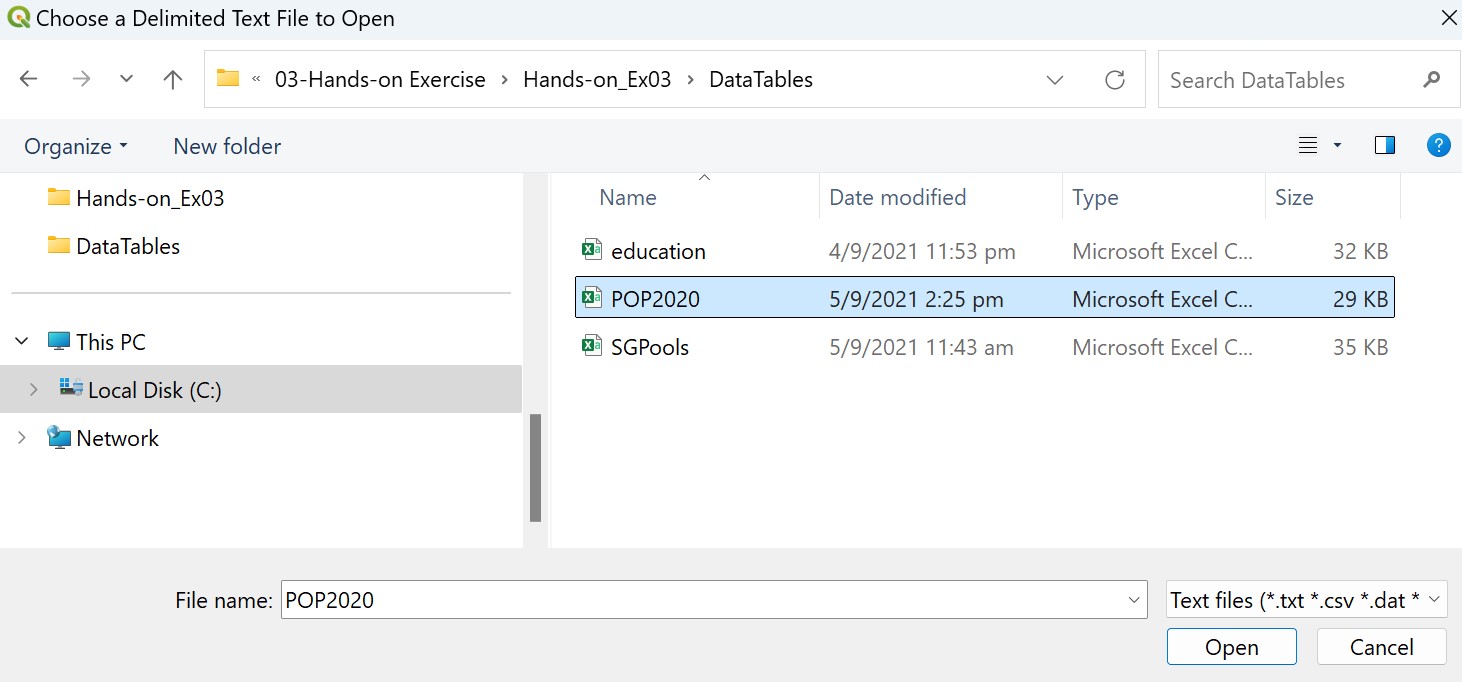 Choose a Delimited Text File to Open
« 03-Hands-on Exercise › Hands-on_Ex03 › DataTables
Search DataTables
Organize
New folder
?
Hands-on_Ex03
DataTables
This PC
Local Disk (C:)
Network
Name Date modified Type Size
education 4/9/2021 11:53 pm Microsoft Excel C... 32 KB
POP2020 5/9/2021 2:25 pm Microsoft Excel C... 29 KB
SGPools 5/9/2021 11:43 am Microsoft Excel C... 35 KB
File name: POP2020
Text files (*.txt *.csv *.dat *
Open Cancel